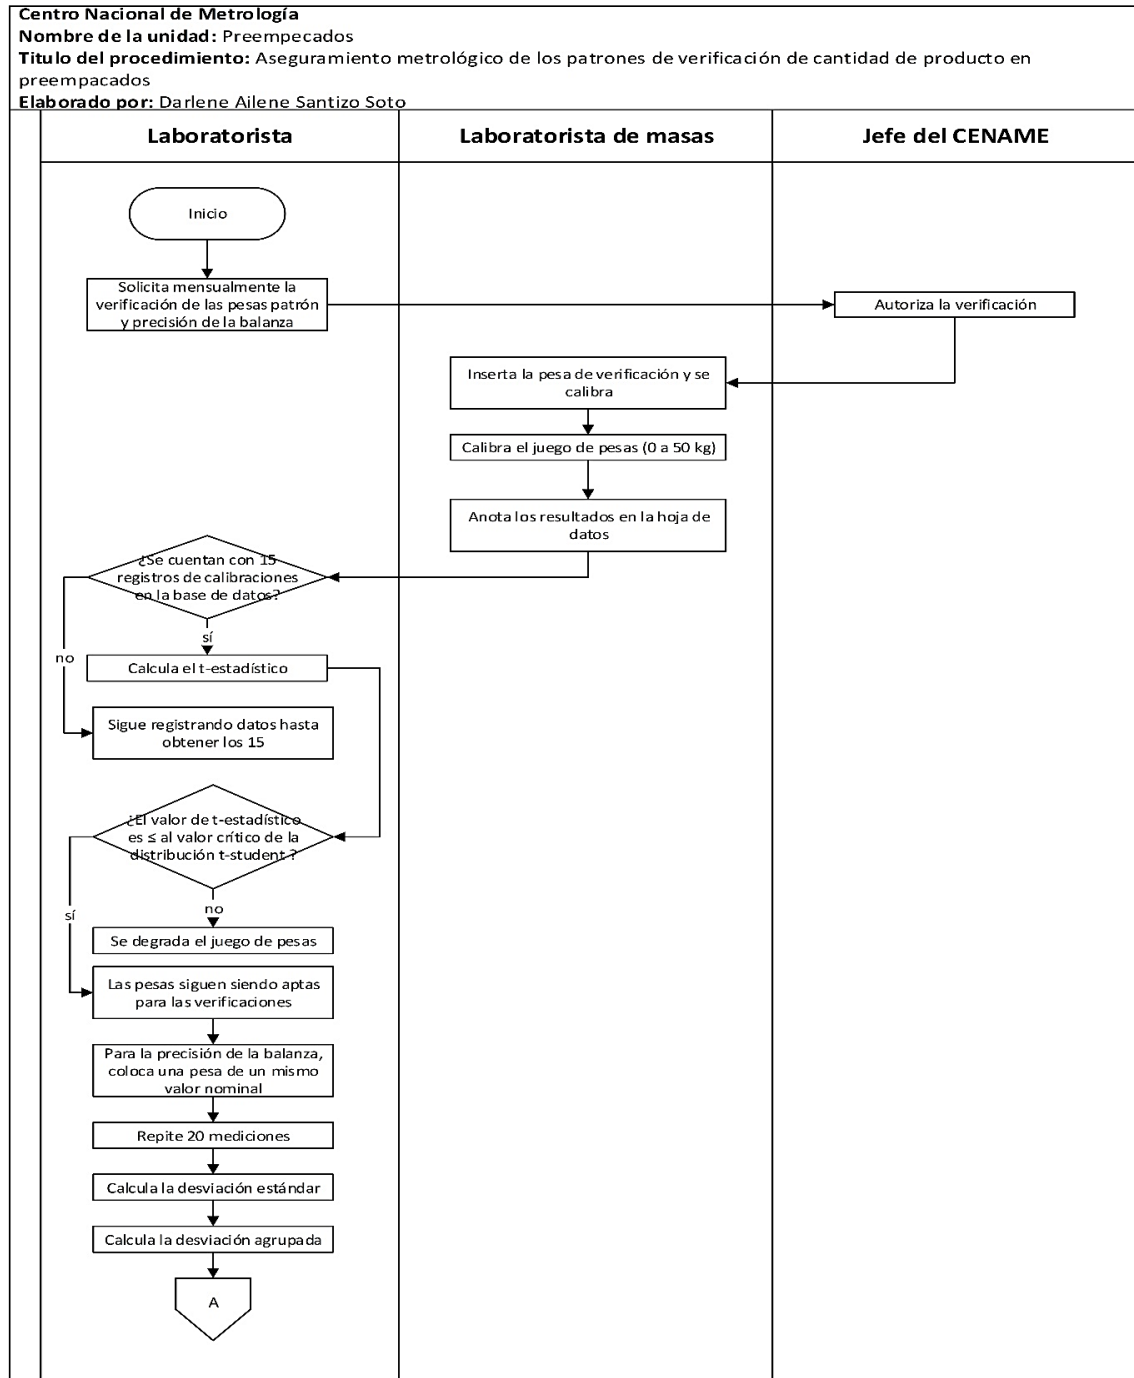 Centro Nacional de Metrología
Nombre de la unidad: Preempecados
Titulo del procedimiento: Aseguramiento metrológico de los patrones de verificación de cantidad de producto en
preempacados
Elaborado por: Darlene Ailene Santizo Soto
Laboratorista
Laboratorista de masas
Jefe del CENAME
Inicio
Solicita mensualmente la
verificación de las pesas patrón
y precisión de la balanza
Autoriza la verificación
Inserta la pesa de verificación y se
calibra
Calibra el juego de pesas (0 a 50 kg)
Anota los resultados en la hoja de
datos
¿Se cuentan con 15
registros de calibraciones
en la base de datos?
sí
no
Calcula el t-estadístico
Sigue registrando datos hasta
obtener los 15
¿El valor de t-estadístico
es ≤ al valor crítico de la
distribución t-student ?
no
sí
Se degrada el juego de pesas
Las pesas siguen siendo aptas
para las verificaciones
Para la precisión de la balanza,
coloca una pesa de un mismo
valor nominal
Repite 20 mediciones
Calcula la desviación estándar
Calcula la desviación agrupada
A